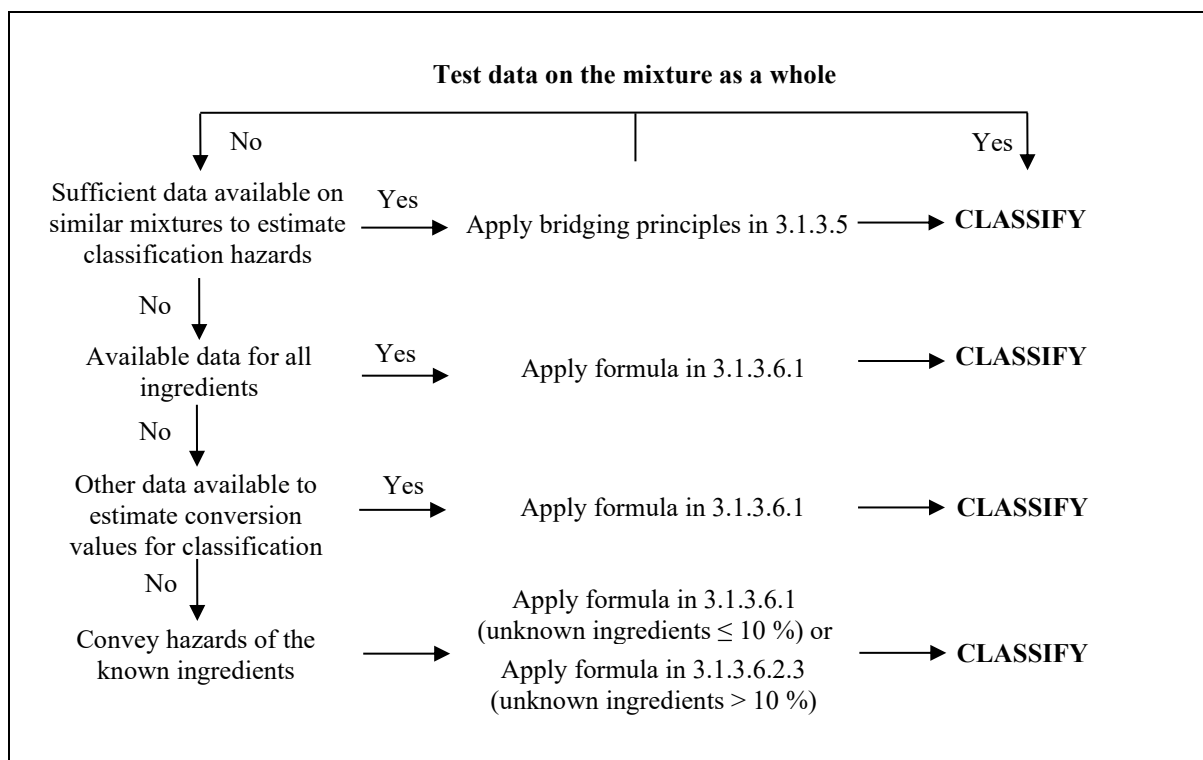 Test data on the mixture as a whole
No
Yes
Sufficient data available on
similar mixtures to estimate
classification hazards
Yes
Apply bridging principles in 3.1.3.5
CLASSIFY
No
Available data for all
ingredients
Yes
Apply formula in 3.1.3.6.1
CLASSIFY
No
Other data available to
estimate conversion
values for classification
Yes
Apply formula in 3.1.3.6.1
CLASSIFY
No
Convey hazards of the
known ingredients
Apply formula in 3.1.3.6.1
(unknown ingredients ≤ 10 %) or
Apply formula in 3.1.3.6.2.3
(unknown ingredients > 10 %)
CLASSIFY